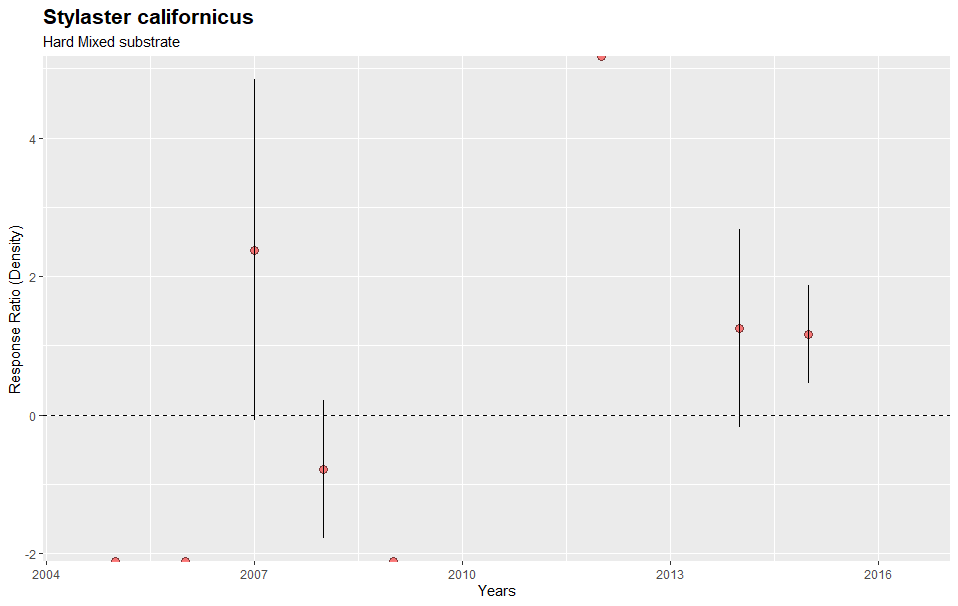 Stylaster californicus
Hard Mixed substrate
Response Ratio (Density)
4
2
0
-2
2004 2007 2010 2013 2016
Years